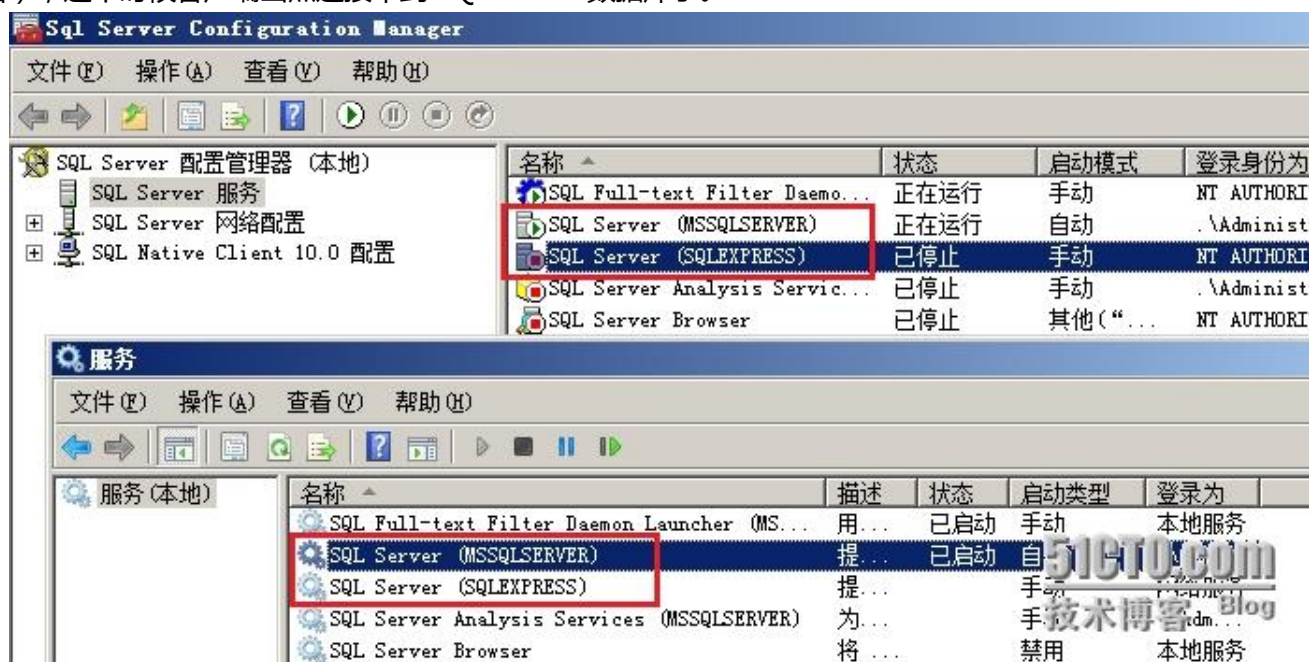 Sql Server Configuration Manager
文件(F) 操作(A) 查看(V) 帮助(H)
SQL Server 配置管理器 (本地)
SQL Server 服务
SQL Server 网络配置
SQL Native Client 10.0 配置
名称 状态 启动模式 登录身份为
SQL Full-text Filter Daemo... 正在运行 手动 NT AUTHORI
SQL Server (MSSQLSERVER) 正在运行 自动 .\Administ
SQL Server (SQLEXPRESS) 已停止 手动 NT AUTHORI
SQL Server Analysis Servic... 已停止 手动 .\Administ
SQL Server Browser 已停止 其他(“... NT AUTHORI
服务
文件(F) 操作(A) 查看(V) 帮助(H)
服务(本地)
名称 描述 状态 启动类型 登录为
SQL Full-text Filter Daemon Launcher (MS... 用... 已启动 手动 本地服务
SQL Server (MSSQLSERVER) 提... 已启动
SQL Server (SQLEXPRESS) 提...
SQL Server Analysis Services (MSSQLSERVER) 为...
SQL Server Browser 将 ... 禁用 本地服务
51CTO.com
技术博客 Blog